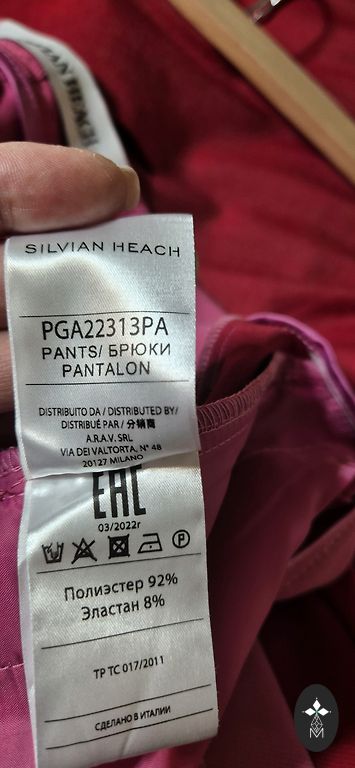 SILVIAN HEACH
PGA22313PA
PANTS/ БРЮКИ
PANTALON
DISTRIBUITO DA / DISTRIBUTED BY/
DISTRIBUÉ PAR / 分销商
A.R.A.V. SRL
VIA DEI VALTORTA, N° 48
20127 MILANO
EAC
03/2022г
P
Полиэстер 92%
Эластан 8%
ТР ТС 017/2011
СДЕЛАНО В ИТАЛИИ